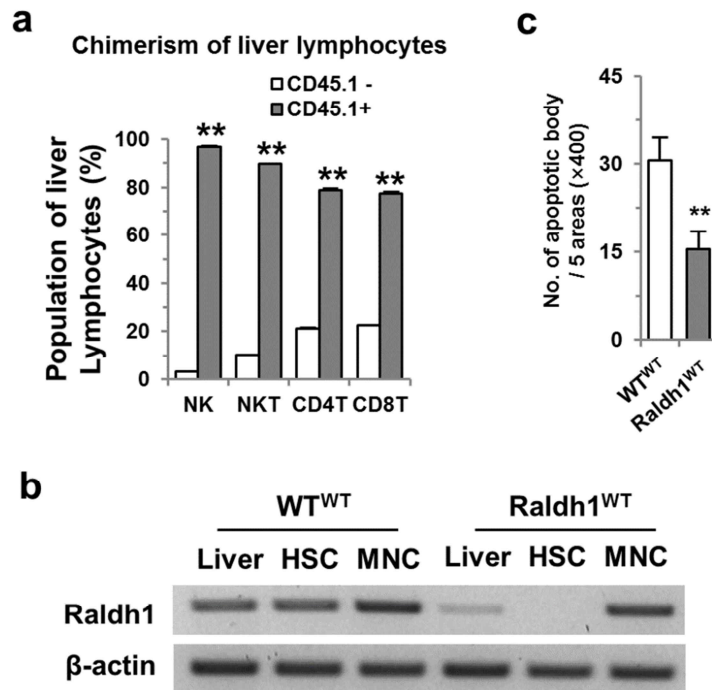 a
Chimerism of liver lymphocytes
CD45.1 -
CD45.1+
Population of liver
Lymphocytes (%)
100
80
60
40
20
0
** ** ** **
NK NKT CD4T CD8T
c
No. of apoptotic body
/ 5 areas (×400)
45
30
15
0
**
WTᵂᵀ
Raldh1ᵂᵀ
b
WTᵂᵀ Raldh1ᵂᵀ
Liver HSC MNC Liver HSC MNC
Raldh1
β-actin